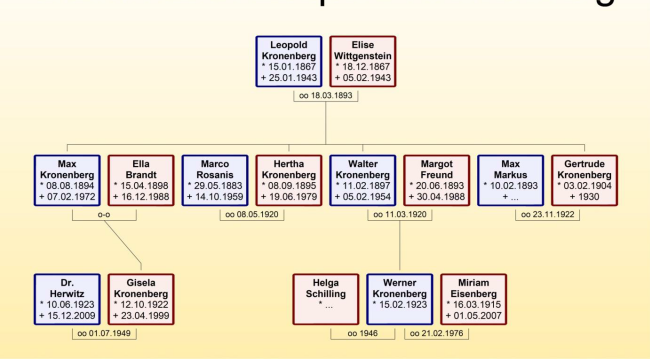 Leopold
Kronenberg
* 15.01.1867
+ 25.01.1943
Elise
Wittgenstein
* 18.12.1867
+ 05.02.1943
oo 18.03.1893
Max
Kronenberg
* 08.08.1894
+ 07.02.1972
Ella
Brandt
* 15.04.1898
+ 16.12.1988
Marco
Rosanis
* 29.05.1883
+ 14.10.1959
Hertha
Kronenberg
* 08.09.1895
+ 19.06.1979
Walter
Kronenberg
* 11.02.1897
+ 05.02.1954
Margot
Freund
* 20.06.1893
+ 30.04.1988
Max
Markus
* 10.02.1893
+ ...
Gertrude
Kronenberg
* 03.02.1904
+ 1930
o-o
oo 08.05.1920
oo 11.03.1920
oo 23.11.1922
Dr.
Herwitz
* 10.06.1923
+ 15.12.2009
Gisela
Kronenberg
* 12.10.1922
+ 23.04.1999
Helga
Schilling
* ...
Werner
Kronenberg
* 15.02.1923
Miriam
Eisenberg
* 16.03.1915
+ 01.05.2007
oo 01.07.1949
oo 1946
oo 21.02.1976